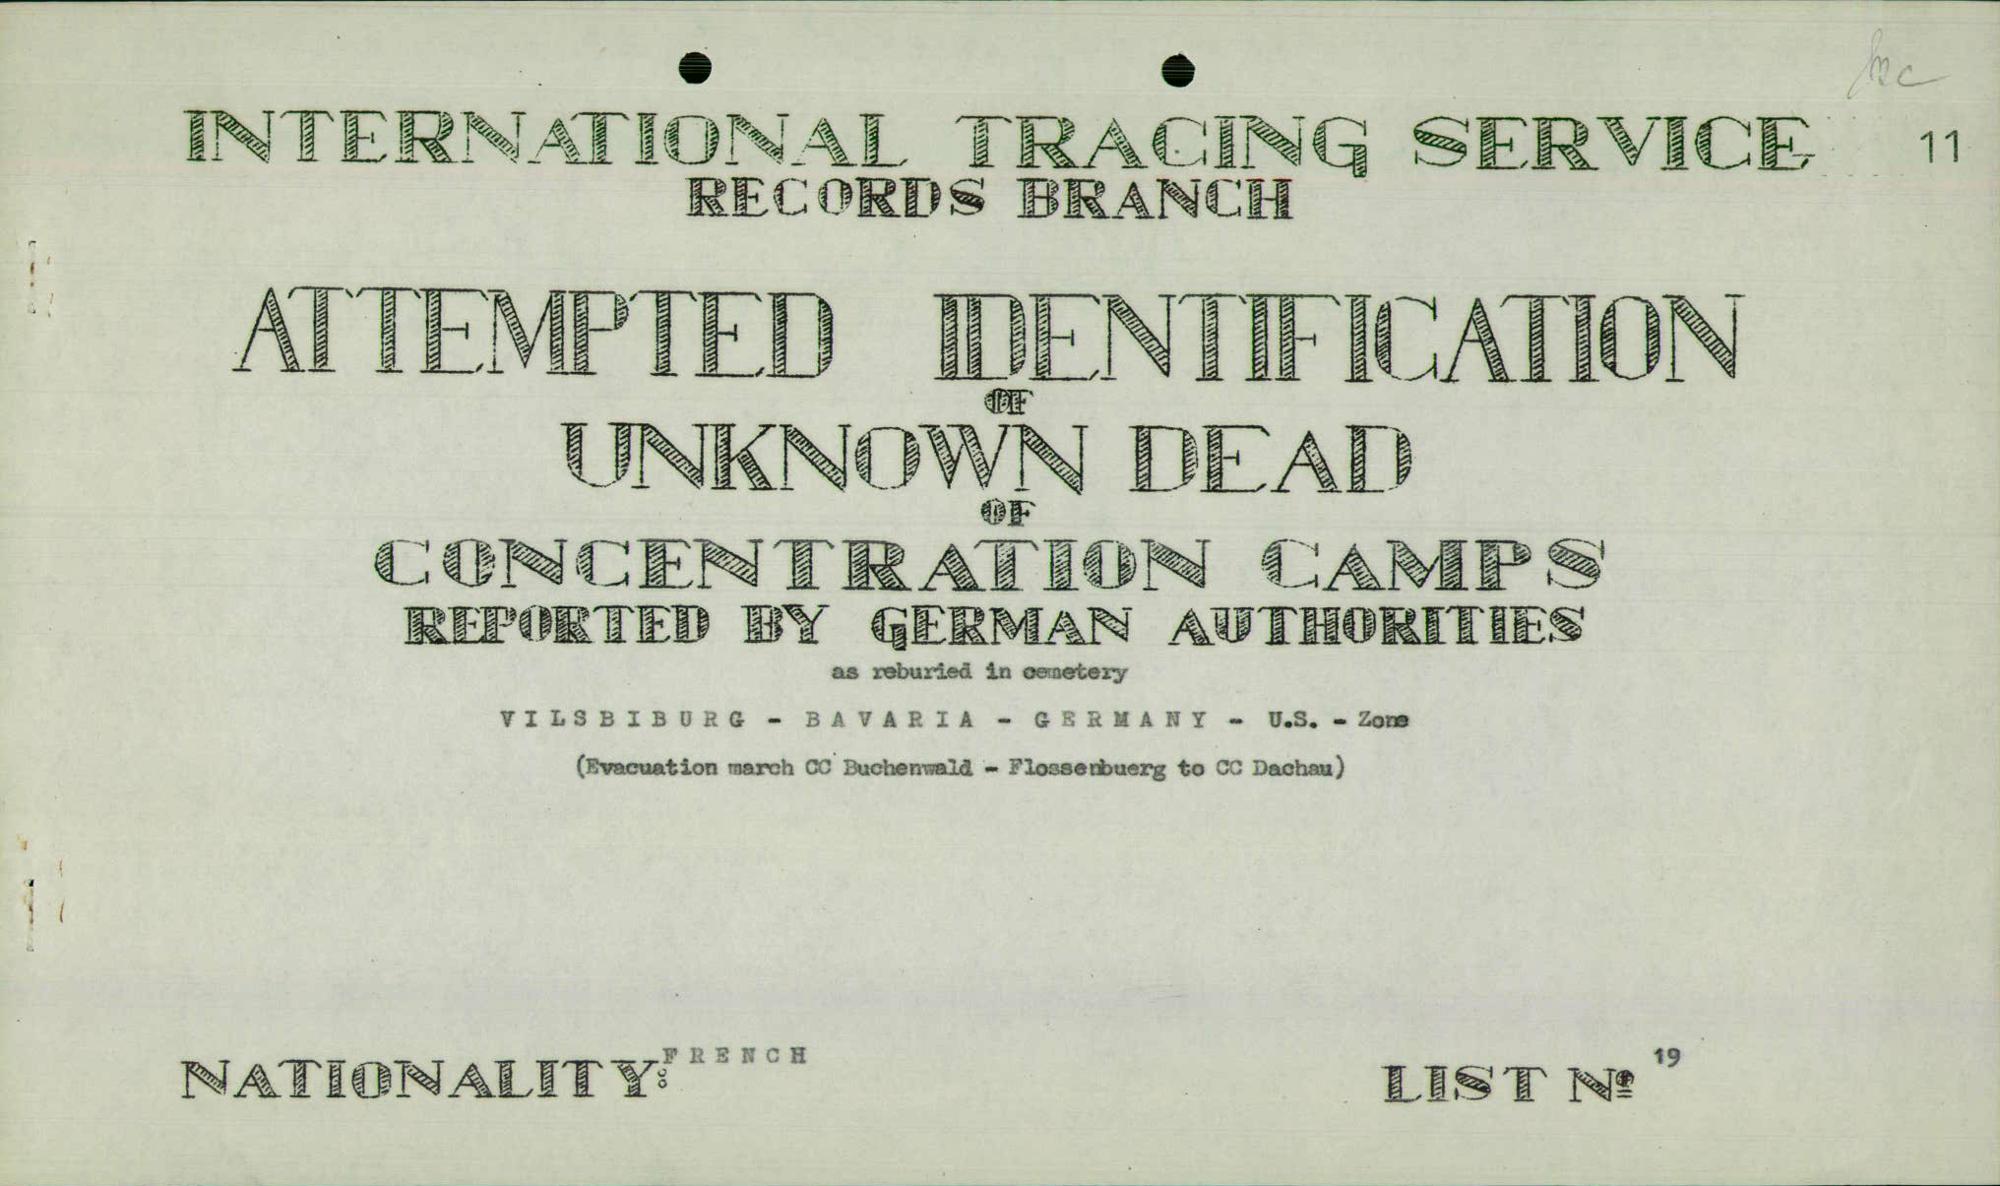 INTERNATIONAL TRACING SERVICE
11
RECORDS BRANCH
ATTEMPTED IDENTIFICATION
OF
UNKNOWN DEAD
OF
CONCENTRATION CAMPS
REPORTED BY GERMAN AUTHORITIES
as reburied in cemetery
VILSBIBURG - BAVARIA - GERMANY - U.S. - Zone
(Evacuation march CC Buchenwald - Flossenbuerg to CC Dachau)
NATIONALITY: FRENCH
LIST Nº 19